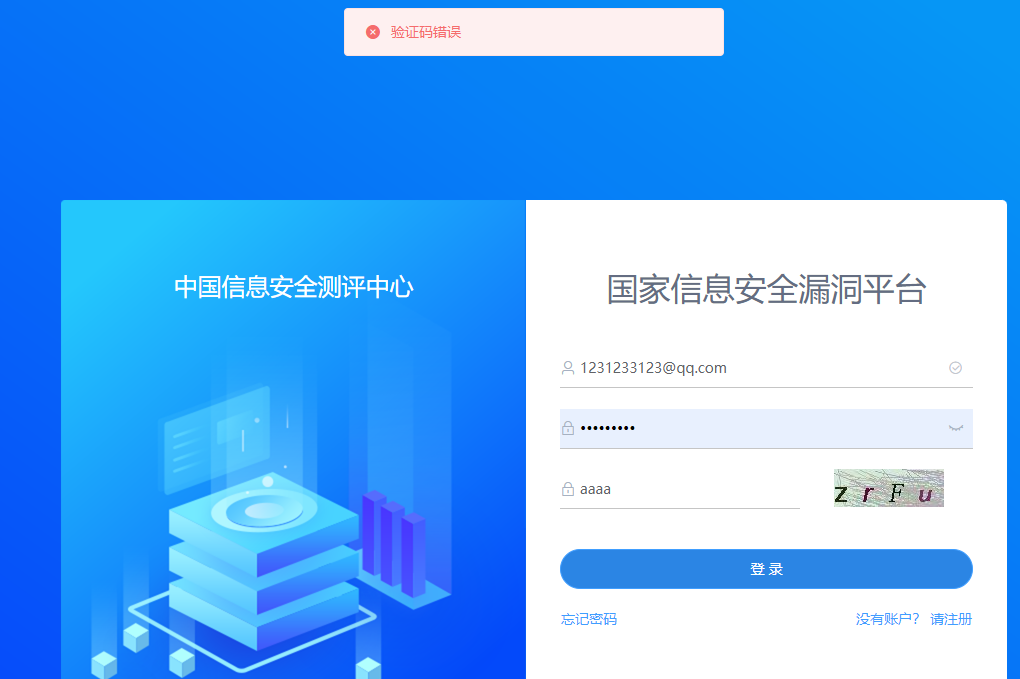 验证码错误
中国信息安全测评中心
国家信息安全漏洞平台
1231233123@qq.com
•••••••••
aaaa
z r F u
登 录
忘记密码
没有账户？ 请注册